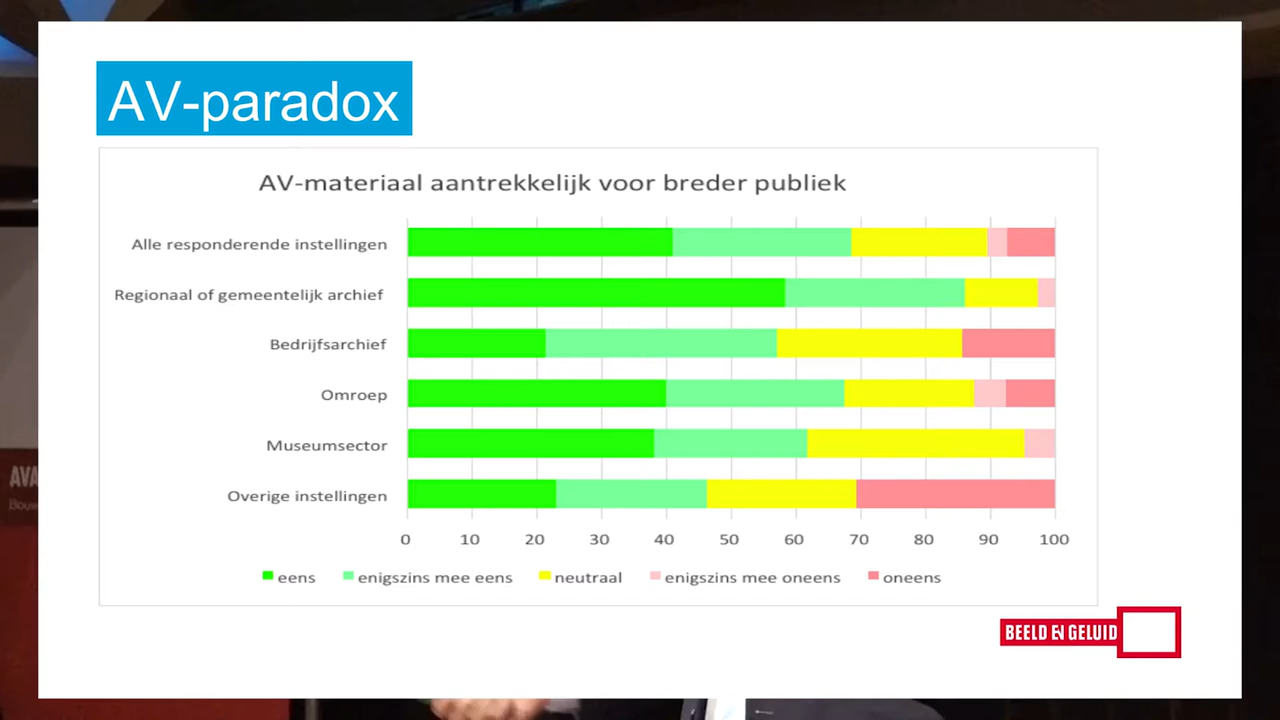 AV-paradox
AV-materiaal aantrekkelijk voor breder publiek
Alle responderende instellingen
Regionaal of gemeentelijk archief
Bedrijfsarchief
Omroep
Museumsector
Overige instellingen
0 10 20 30 40 50 60 70 80 90 100
eens enigszins mee eens neutraal enigszins mee oneens oneens
BEELD EN GELUID
AVA
Bouw